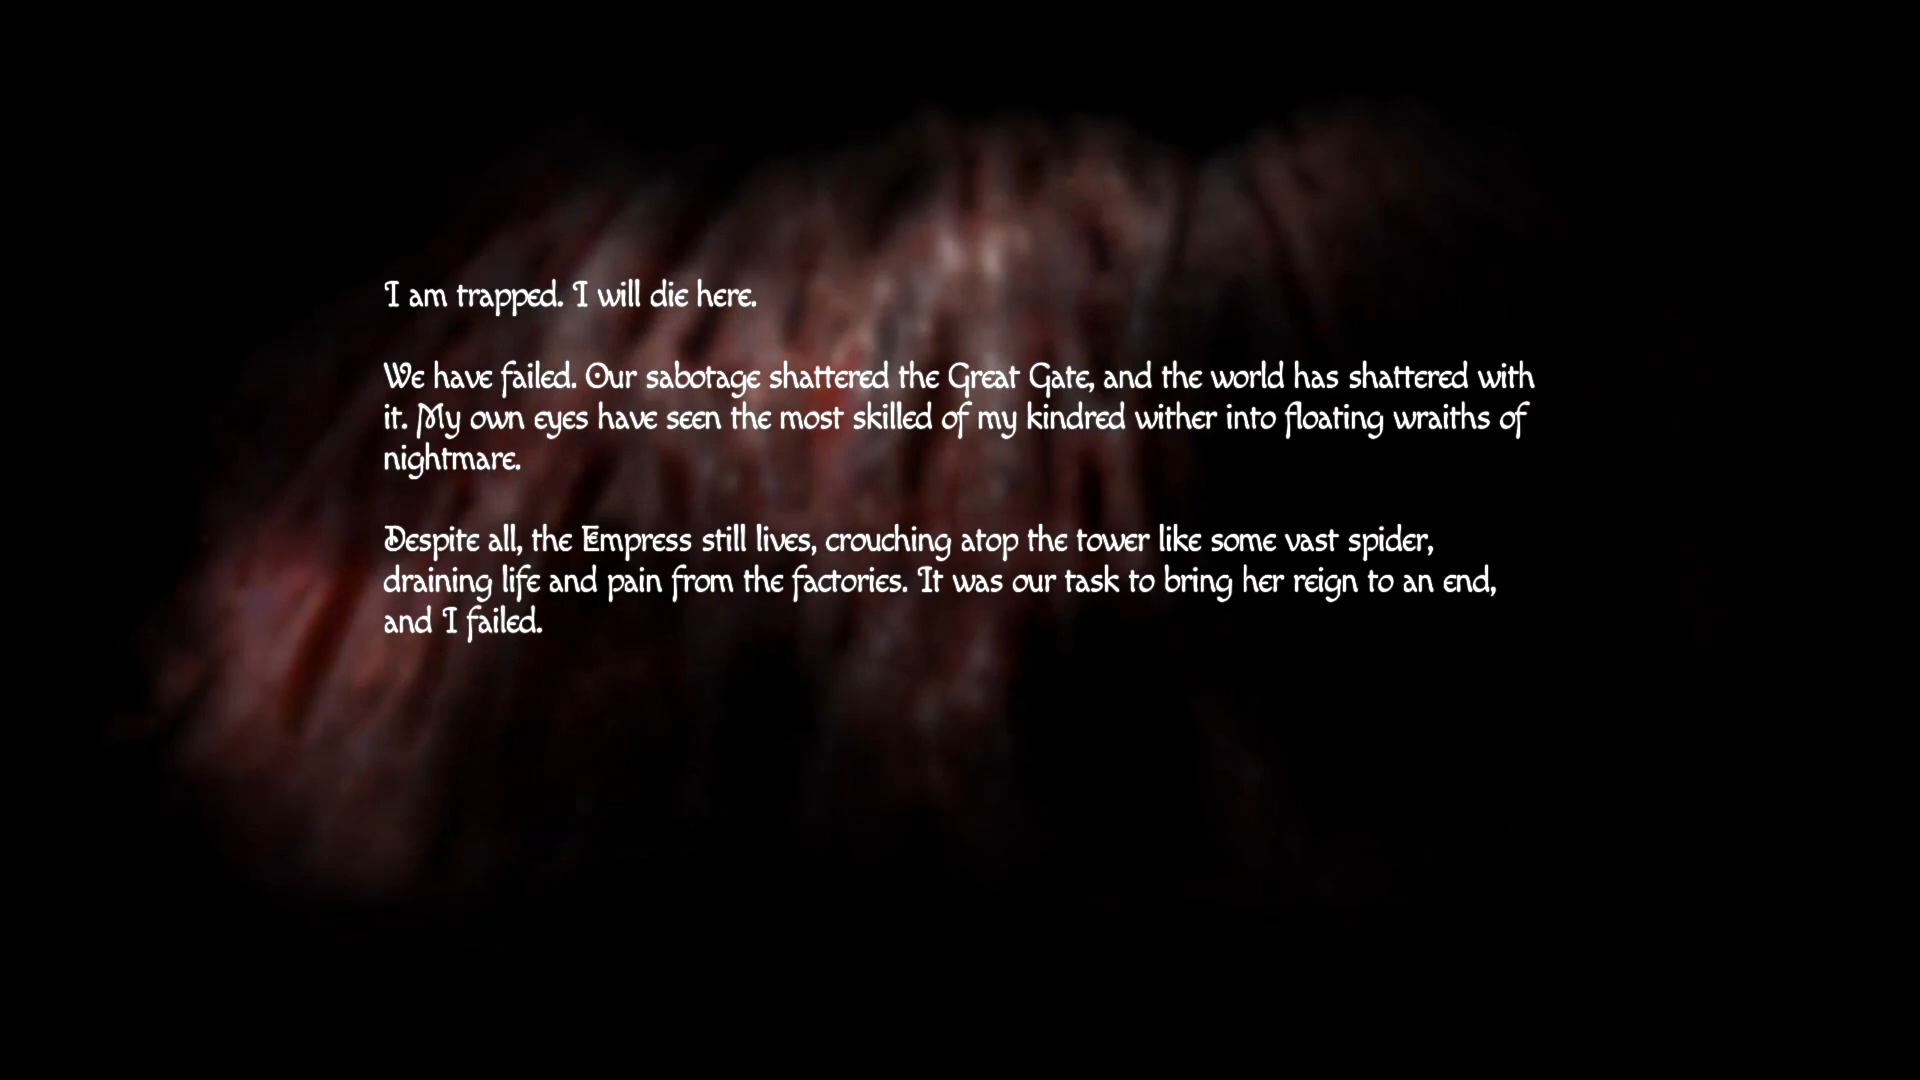 I am trapped. I will die here.
We have failed. Our sabotage shattered the Great Gate, and the world has shattered with
it. My own eyes have seen the most skilled of my kindred wither into floating wraiths of
nightmare.
Despite all, the Empress still lives, crouching atop the tower like some vast spider,
draining life and pain from the factories. It was our task to bring her reign to an end,
and I failed.